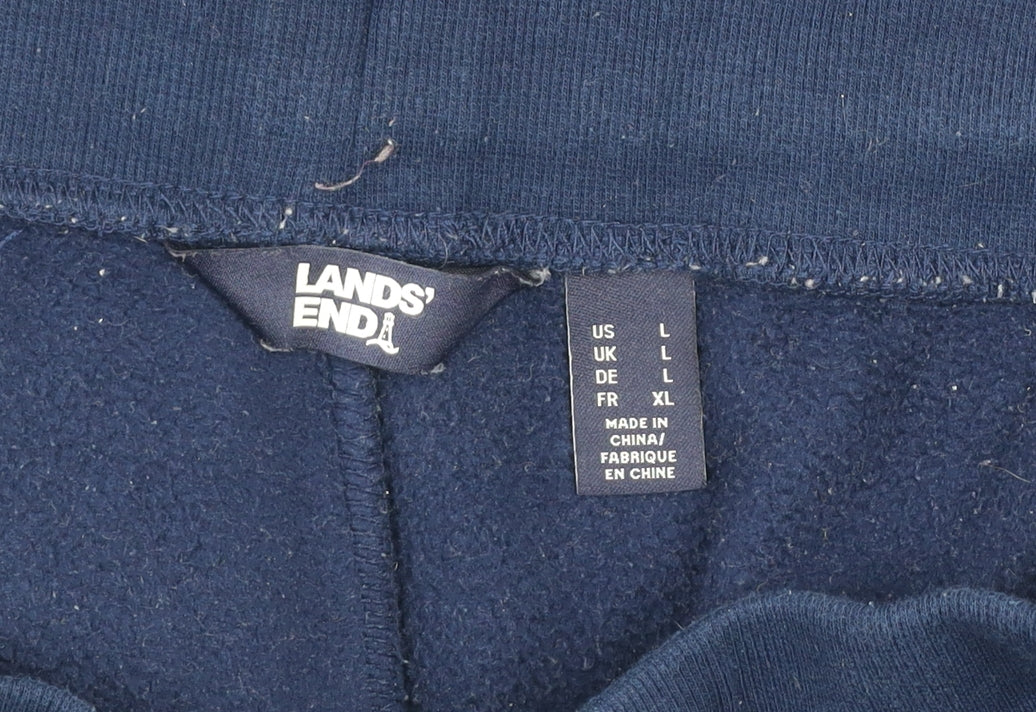 LANDS'
END
US L
UK L
DE L
FR XL
MADE IN
CHINA/
FABRIQUE
EN CHINE